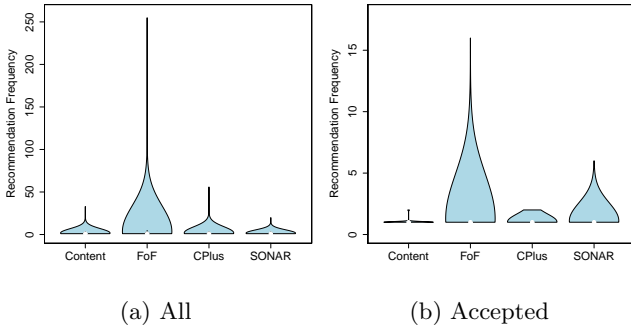 Recommendation Frequency
0 50 100 150 200 250
Content FoF CPlus SONAR
(a) All
Recommendation Frequency
0 5 10 15
Content FoF CPlus SONAR
(b) Accepted